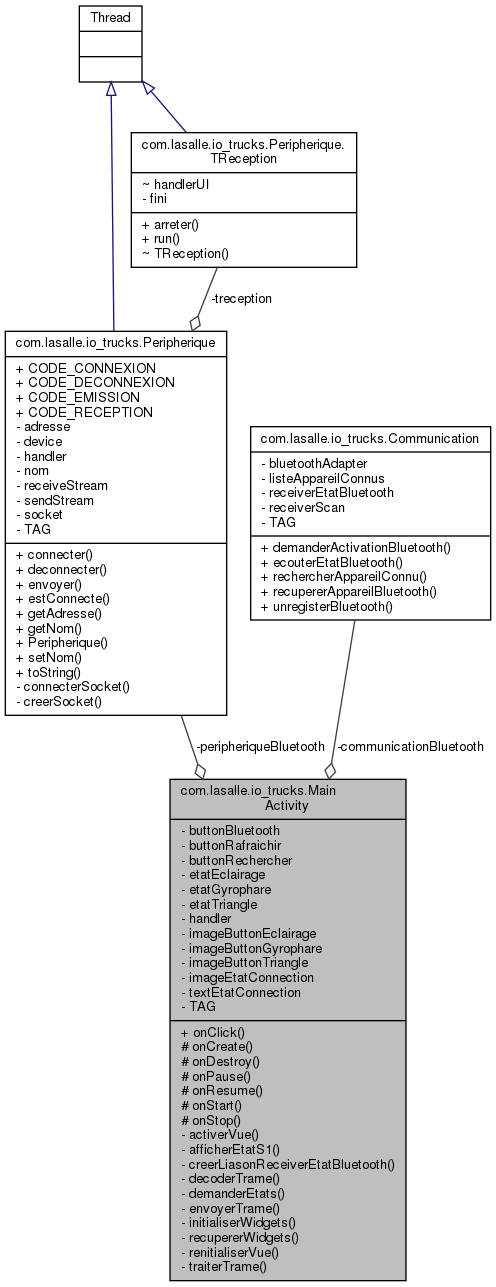 Thread
com.lasalle.io_trucks.Peripherique.
TReception
~ handlerUI
- fini
+ arreter()
+ run()
~ TReception()
-treception
com.lasalle.io_trucks.Peripherique
+ CODE_CONNEXION
+ CODE_DECONNEXION
+ CODE_EMISSION
+ CODE_RECEPTION
- adresse
- device
- handler
- nom
- receiveStream
- sendStream
- socket
- TAG
+ connecter()
+ deconnecter()
+ envoyer()
+ estConnecte()
+ getAdresse()
+ getNom()
+ Peripherique()
+ setNom()
+ toString()
- connecterSocket()
- creerSocket()
com.lasalle.io_trucks.Communication
- bluetoothAdapter
- listeAppareilConnus
- receiverEtatBluetooth
- receiverScan
- TAG
+ demanderActivationBluetooth()
+ ecouterEtatBluetooth()
+ rechercherAppareilConnu()
+ recupererAppareilBluetooth()
+ unregisterBluetooth()
-peripheriqueBluetooth
-communicationBluetooth
com.lasalle.io_trucks.Main
Activity
- buttonBluetooth
- buttonRafraichir
- buttonRechercher
- etatEclairage
- etatGyrophare
- etatTriangle
- handler
- imageButtonEclairage
- imageButtonGyrophare
- imageButtonTriangle
- imageEtatConnection
- textEtatConnection
- TAG
+ onClick()
# onCreate()
# onDestroy()
# onPause()
# onResume()
# onStart()
# onStop()
- activerVue()
- afficherEtatS1()
- creerLiasonReceiverEtatBluetooth()
- decoderTrame()
- demanderEtats()
- envoyerTrame()
- initialiserWidgets()
- recupererWidgets()
- renitialiserVue()
- traiterTrame()